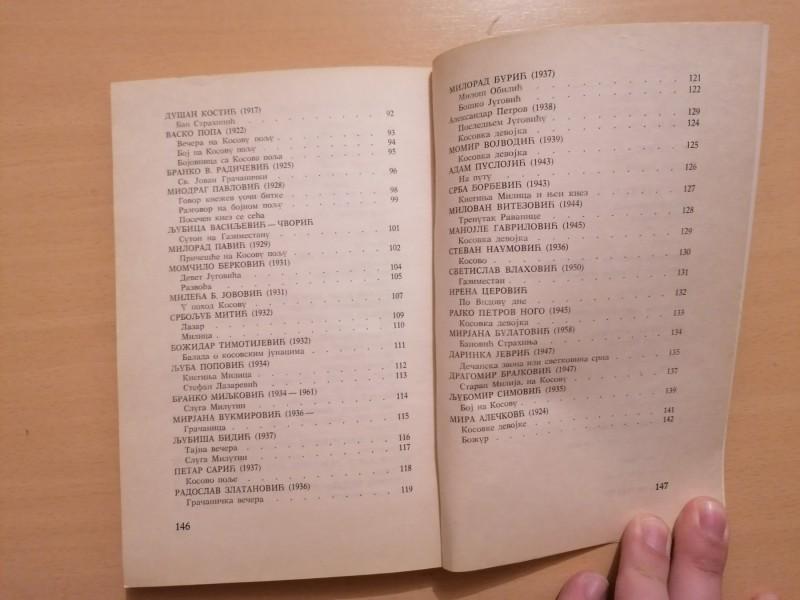 ДУШАН КОСТИЋ (1917)
Бан Страхинић 92
ВАСКО ПОПА (1922)
Вечера на Косову пољу 93
Бој на Косову пољу 94
Бојовници са Косова поља 95
БРАНКО В. РАДИЧЕВИЋ (1925)
Св. Јован Грачанички 96
МИОДРАГ ПАВЛОВИЋ (1928)
Говор кнежев уочи битке 98
Разговор на бојном пољу 99
Посечен кнез се сећа
ЉУБИЦА ВАСИЉЕВИЋ — ЧВОРИЋ
Сутон на Газиместану 101
МИЛОРАД ПАВИЋ (1929)
Причешће на Косову пољу 102
МОМЧИЛО БЕРКОВИЋ (1931)
Девет Југовића 104
Развођа 105
МИЛЕЋА Б. ЈОВОВИЋ (1931)
У поход Косову 107
СРБОЉУБ МИТИЋ (1932)
Лазар 109
Милица 110
БОЖИДАР ТИМОТИЈЕВИЋ (1932)
Балада о косовским јунацима 111
ЉУБА ПОПОВИЋ (1934)
Кнегиња Милица 112
Стефан Лазаревић 113
БРАНКО МИЉКОВИЋ (1934 — 1961)
Слуга Милутин 114
МИРЈАНА ВУКМИРОВИЋ (1936 —
Грачаница 115
ЉУБИША ЂИДИЋ (1937)
Тајна вечера 116
Слуга Милутин 117
ПЕТАР САРИЋ (1937)
Косово поље 118
РАДОСЛАВ ЗЛАТАНОВИЋ (1936)
Грачаничка вечера 119
146
МИЛОРАД ЂУРИЋ (1937)
Милош Обилић 121
Бошко Југовић 122
Александар Петров (1938)
Последњем Југовићу 129
Косовка девојка 124
МОМИР ВОЈВОДИЋ (1939)
Косовка девојка 125
АДАМ ПУСЛОЈИЋ (1943)
На путу 126
СРБА ЂОРЂЕВИЋ (1943)
Кнегиња Милица и њен кнез 127
МИЛОВАН ВИТЕЗОВИЋ (1944)
Тренутак Раванице 128
МАНОЈЛЕ ГАВРИЛОВИЋ (1945)
Косовка девојка 129
СТЕВАН НАУМОВИЋ (1936)
Косово 130
СВЕТИСЛАВ ВЛАХОВИЋ (1950)
Газиместан 131
ИРЕНА ЦЕРОВИЋ
По Видову дне 132
РАЈКО ПЕТРОВ НОГО (1945)
Косовка девојка 133
МИРЈАНА БУЛАТОВИЋ (1958)
Бановић Страхиња 134
ДАРИНКА ЈЕВРИЋ (1947)
Дечанска звона или светковина срца 135
ДРАГОМИР БРАЈКОВИЋ (1947)
Старац Милија, на Косову 137
ЉУБОМИР СИМОВИЋ (1935)
Бој на Косову 139
МИРА АЛЕЧКОВИЋ (1924)
Косовке девојке 141
Божур 142
147